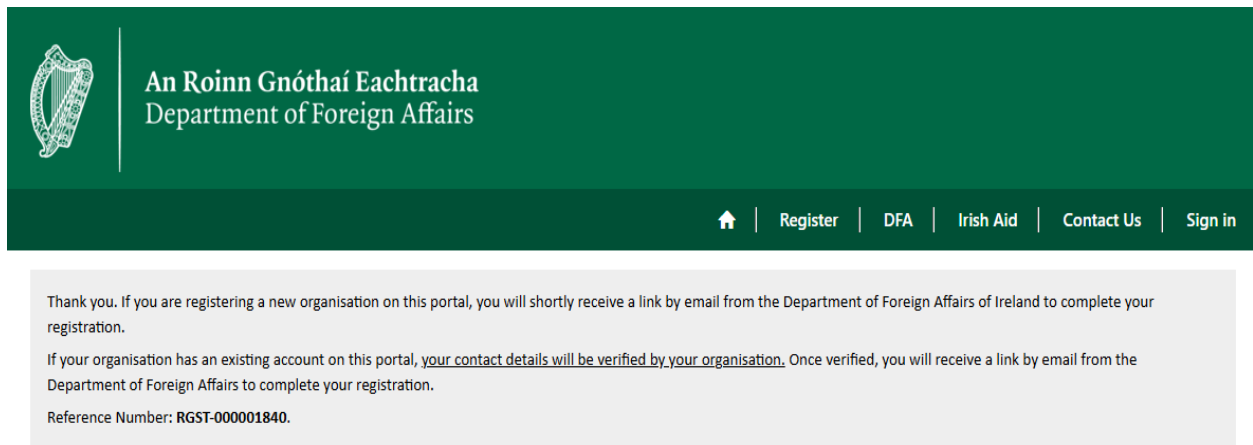 An Roinn Gnóthaí Eachtracha
Department of Foreign Affairs
Register | DFA | Irish Aid | Contact Us | Sign in
Thank you. If you are registering a new organisation on this portal, you will shortly receive a link by email from the Department of Foreign Affairs of Ireland to complete your
registration.
If your organisation has an existing account on this portal, your contact details will be verified by your organisation. Once verified, you will receive a link by email from the
Department of Foreign Affairs to complete your registration.
Reference Number: RGST-000001840.